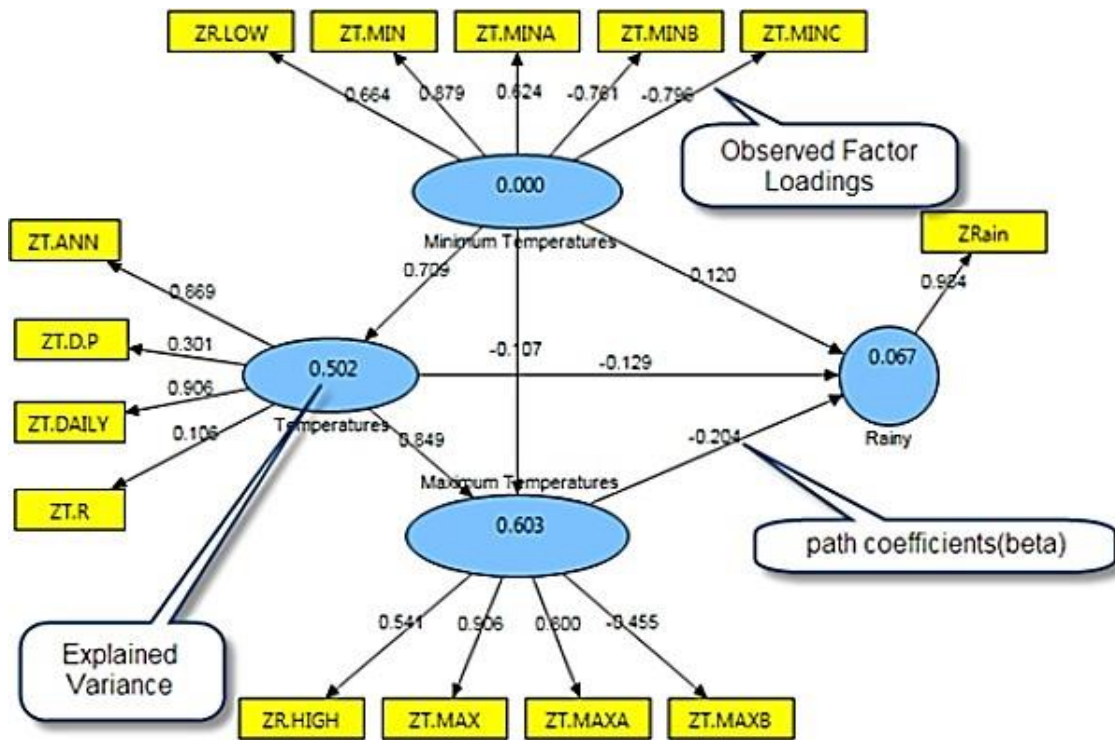 ZR.LOW
ZT.MIN
ZT.MINA
ZT.MINB
ZT.MINC
0.664
0.879
0.624
-0.761
-0.796
Observed Factor
Loadings
0.000
Minimum Temperatures
ZT.ANN
ZRain
0.869
0.709
0.120
0.984
ZT.D.P
0.301
0.502
-0.107
-0.129
0.067
ZT.DAILY
0.906
Temperatures
0.849
-0.204
Rainy
0.106
ZT.R
Maximum Temperatures
0.603
path coefficients(beta)
0.541
0.906
0.600
-0.455
Explained
Variance
ZR.HIGH
ZT.MAX
ZT.MAXA
ZT.MAXB